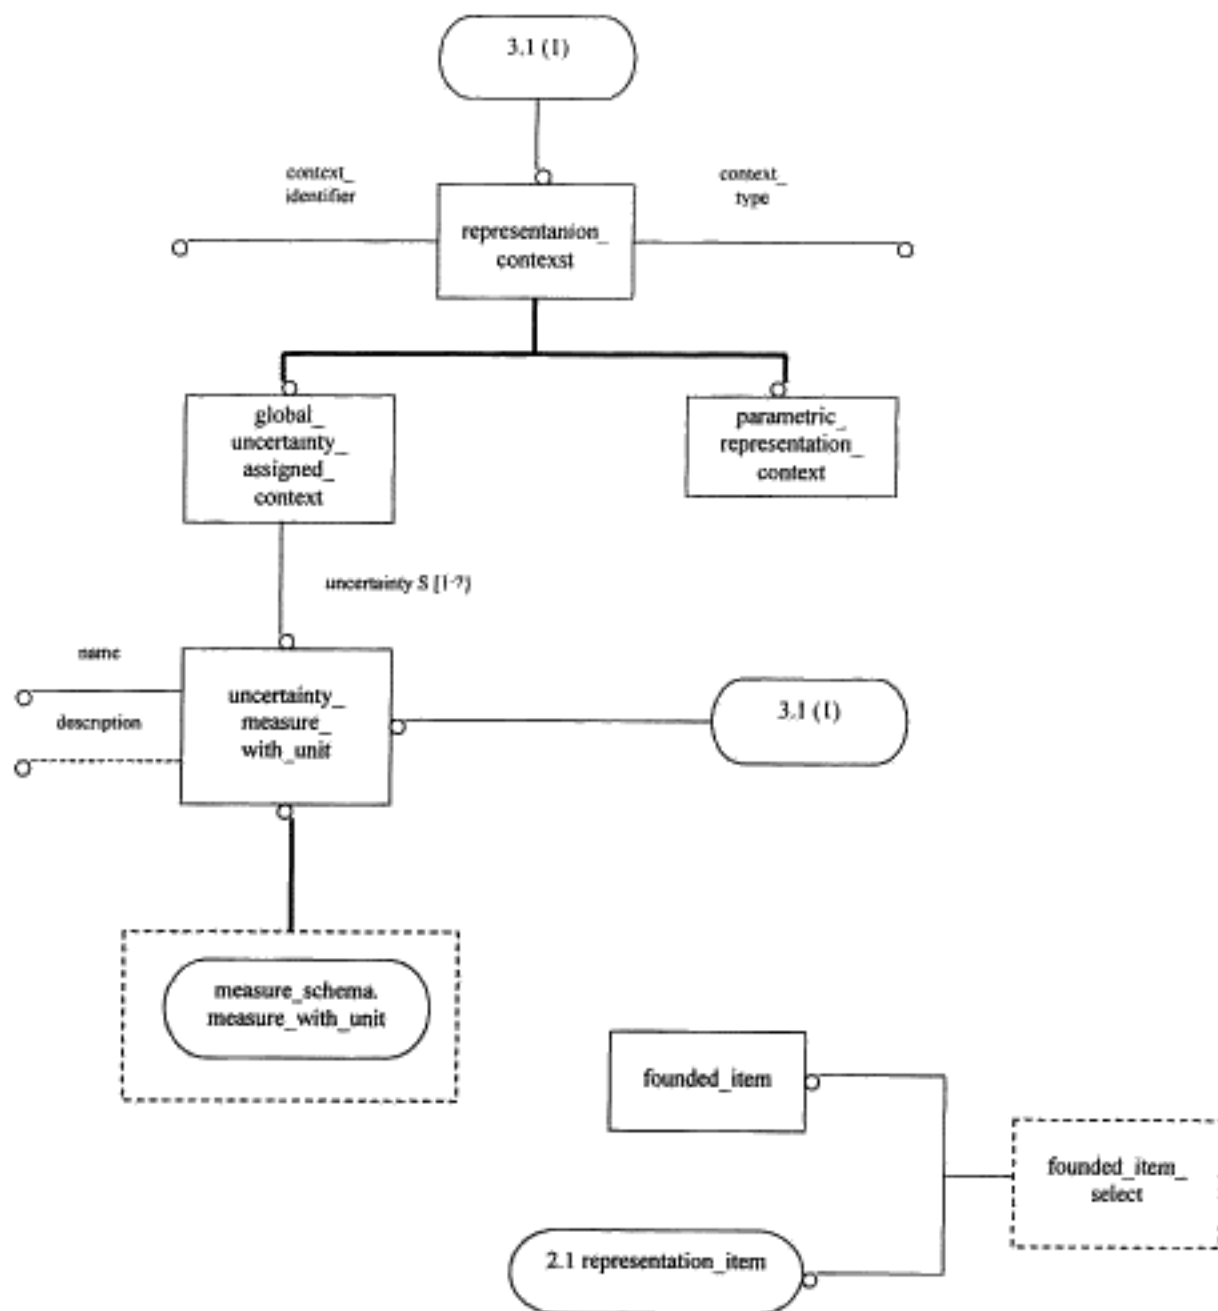 3.1 (1)
context_
identifier
context_
type
representanion_
contexst
global_
uncertainty_
assigned_
context
parametric_
representation_
context
uncertainty S [1-?)
name
description
uncertainty_
measure_
with_unit
3.1 (1)
measure_schema.
measure_with_unit
founded_item
founded_item_
select
2.1 representation_item